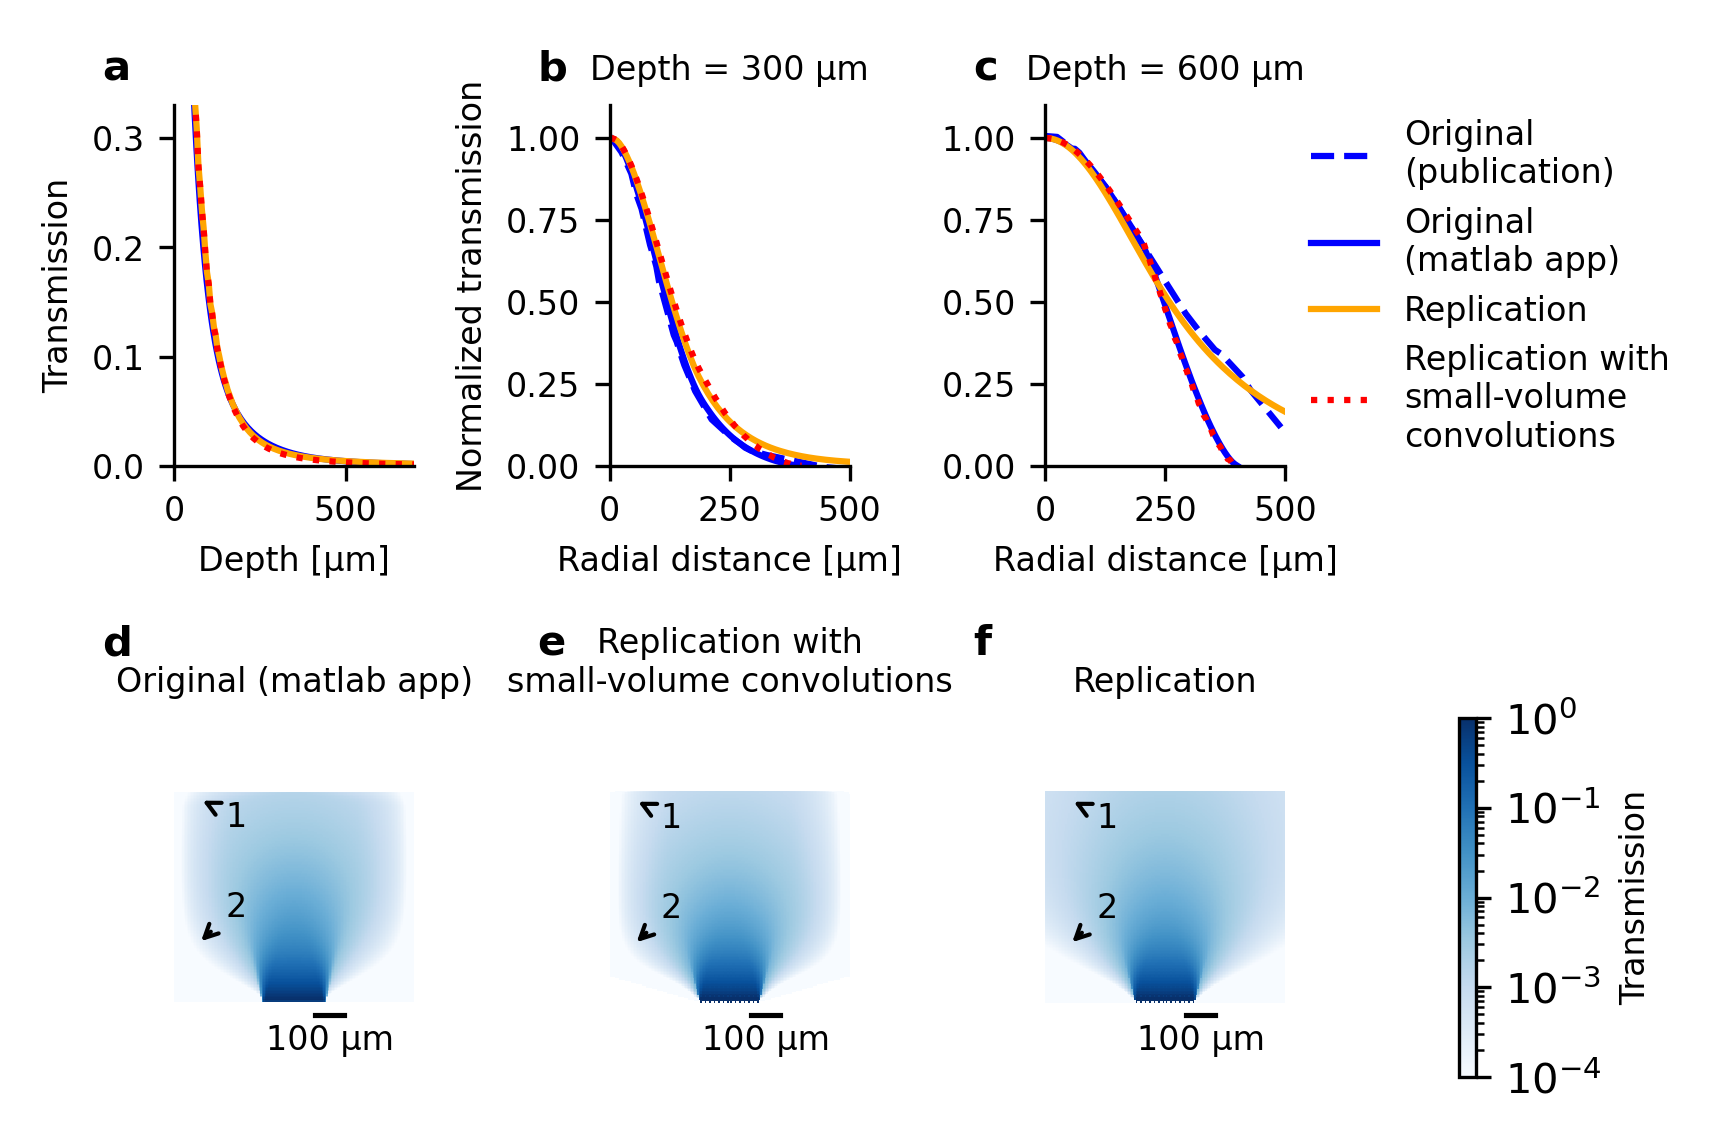 a
b Depth = 300 µm
c Depth = 600 µm
Transmission
0.3
0.2
0.1
0.0
0
500
Depth [µm]
Normalized transmission
1.00
0.75
0.50
0.25
0.00
0
250
500
Radial distance [µm]
1.00
0.75
0.50
0.25
0.00
0
250
500
Radial distance [µm]
Original
(publication)
Original
(matlab app)
Replication
Replication with
small-volume
convolutions
d
Original (matlab app)
1
2
100 µm
e
Replication with
small-volume convolutions
1
2
100 µm
f
Replication
1
2
100 µm
10⁰
10⁻¹
10⁻²
10⁻³
10⁻⁴
Transmission